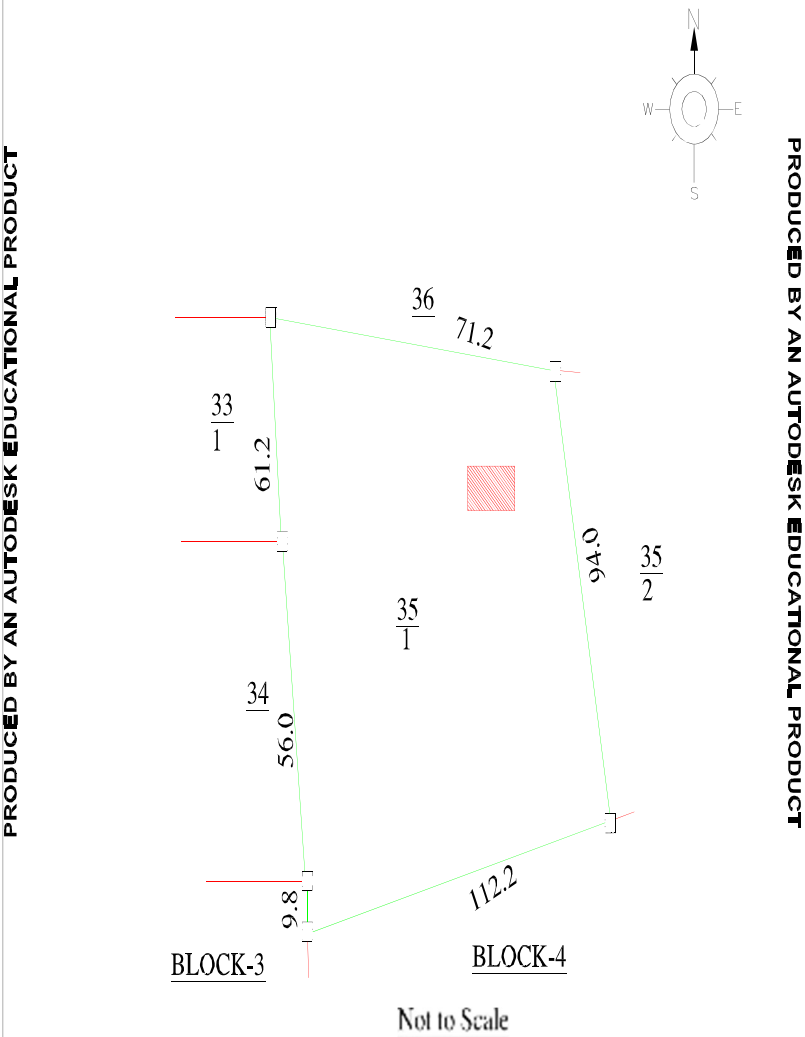 N
W
E
S
PRODUCED BY AN AUTODESK EDUCATIONAL PRODUCT
PRODUCED BY AN AUTODESK EDUCATIONAL PRODUCT
36
71.2
33
1
61.2
94.0
35
2
35
1
34
56.0
112.2
9.8
BLOCK-3
BLOCK-4
Not to Scale